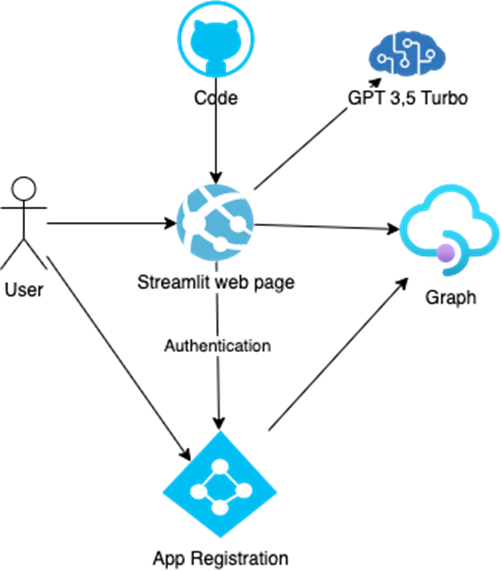 Code
GPT 3,5 Turbo
User
Streamlit web page
Graph
Authentication
App Registration